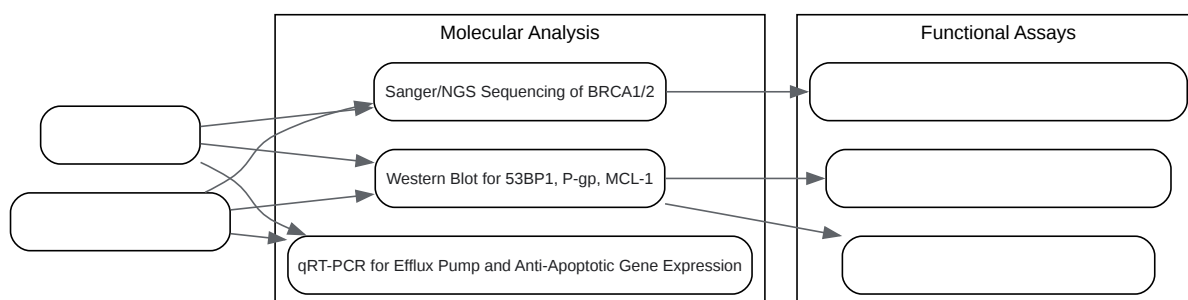 Molecular Analysis
Functional Assays
Sanger/NGS Sequencing of BRCA1/2
Western Blot for 53BP1, P-gp, MCL-1
qRT-PCR for Efflux Pump and Anti-Apoptotic Gene Expression